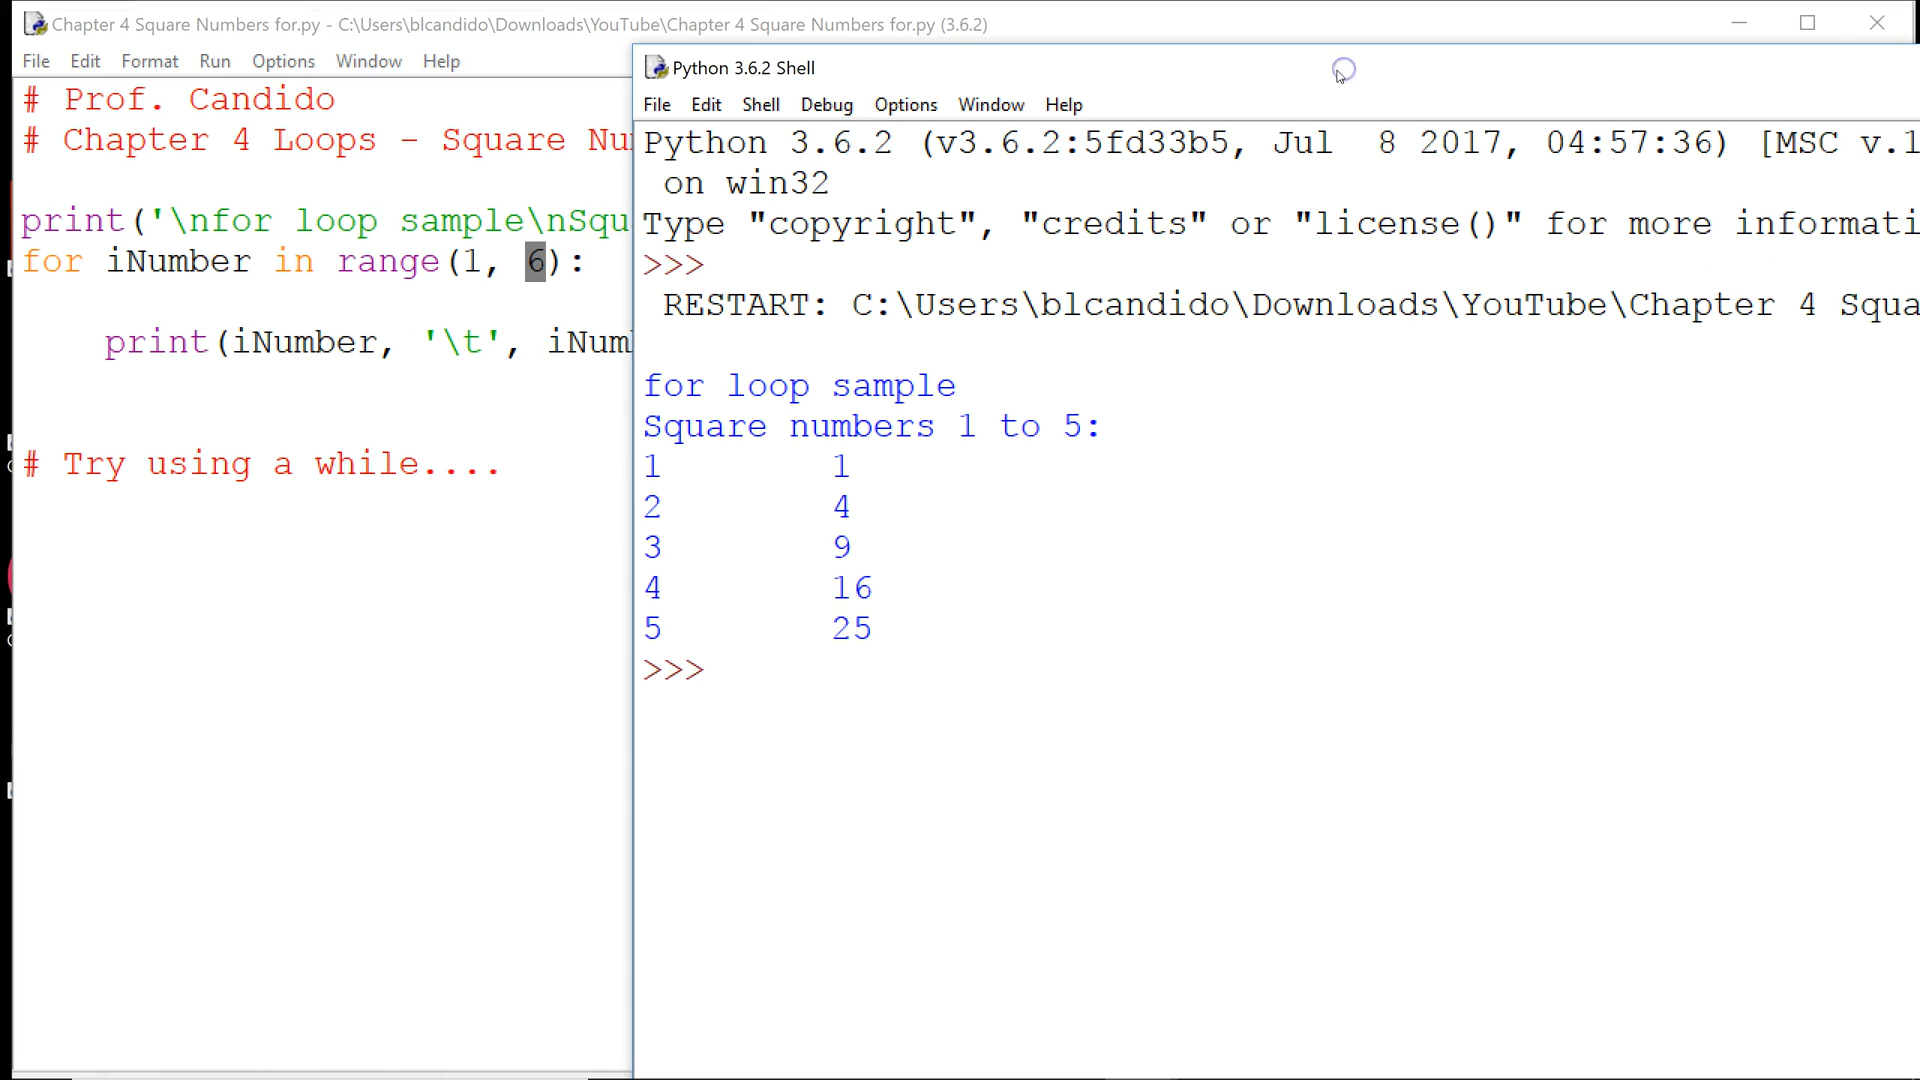 Chapter 4 Square Numbers for.py - C:\Users\blcandido\Downloads\YouTube\Chapter 4 Square Numbers for.py (3.6.2)
File Edit Format Run Options Window Help
# Prof. Candido
# Chapter 4 Loops - Square Nu
print('\nfor loop sample\nSqu
for iNumber in range(1, 6):
print(iNumber, '\t', iNum
# Try using a while....
Python 3.6.2 Shell
File Edit Shell Debug Options Window Help
Python 3.6.2 (v3.6.2:5fd33b5, Jul  8 2017, 04:57:36) [MSC v.1
on win32
Type "copyright", "credits" or "license()" for more informati
>>>
RESTART: C:\Users\blcandido\Downloads\YouTube\Chapter 4 Squa
for loop sample
Square numbers 1 to 5:
1 1
2 4
3 9
4 16
5 25
>>>